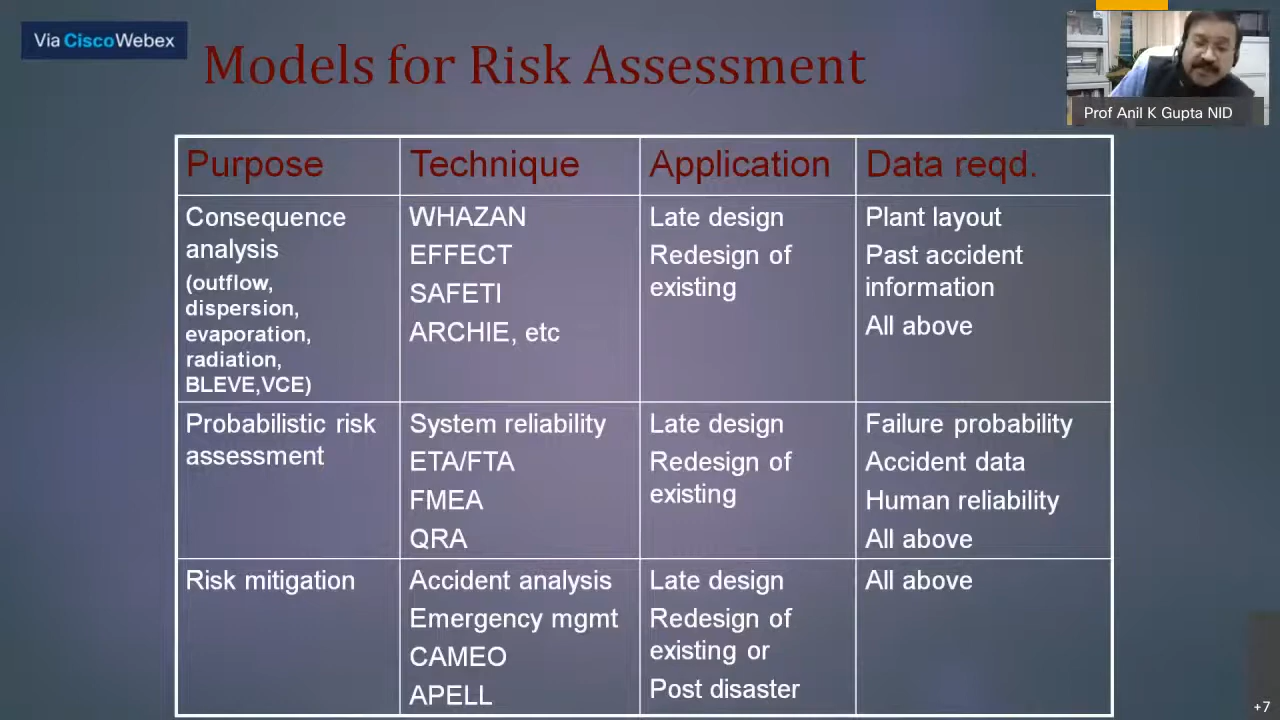 Via CiscoWebex
Models for Risk Assessment
Prof Anil K Gupta NID
Purpose
Technique
Application
Data reqd.
Consequence
analysis
(outflow,
dispersion,
evaporation,
radiation,
BLEVE,VCE)
WHAZAN
EFFECT
SAFETI
ARCHIE, etc
Late design
Redesign of
existing
Plant layout
Past accident
information
All above
Probabilistic risk
assessment
System reliability
ETA/FTA
FMEA
QRA
Late design
Redesign of
existing
Failure probability
Accident data
Human reliability
All above
Risk mitigation
Accident analysis
Emergency mgmt
CAMEO
APELL
Late design
Redesign of
existing or
Post disaster
All above
+7